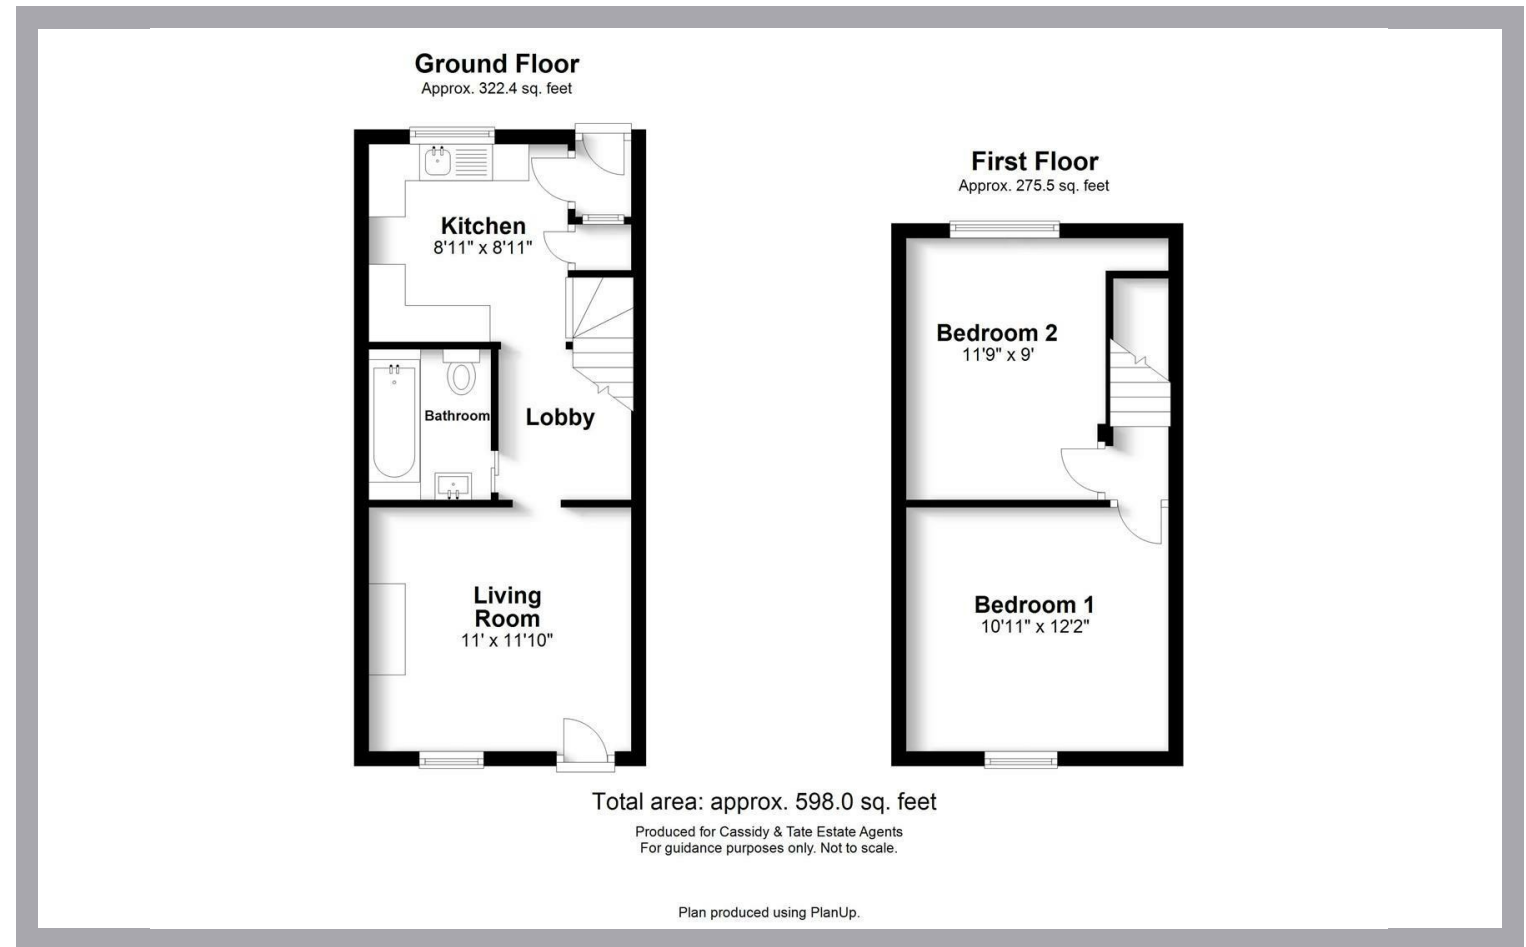 Ground Floor
Approx. 322.4 sq. feet
Kitchen
8'11" x 8'11"
Bathroom
Lobby
Living
Room
11' x 11'10"
First Floor
Approx. 275.5 sq. feet
Bedroom 2
11'9" x 9'
Bedroom 1
10'11" x 12'2"
Total area: approx. 598.0 sq. feet
Produced for Cassidy & Tate Estate Agents
For guidance purposes only. Not to scale.
Plan produced using PlanUp.